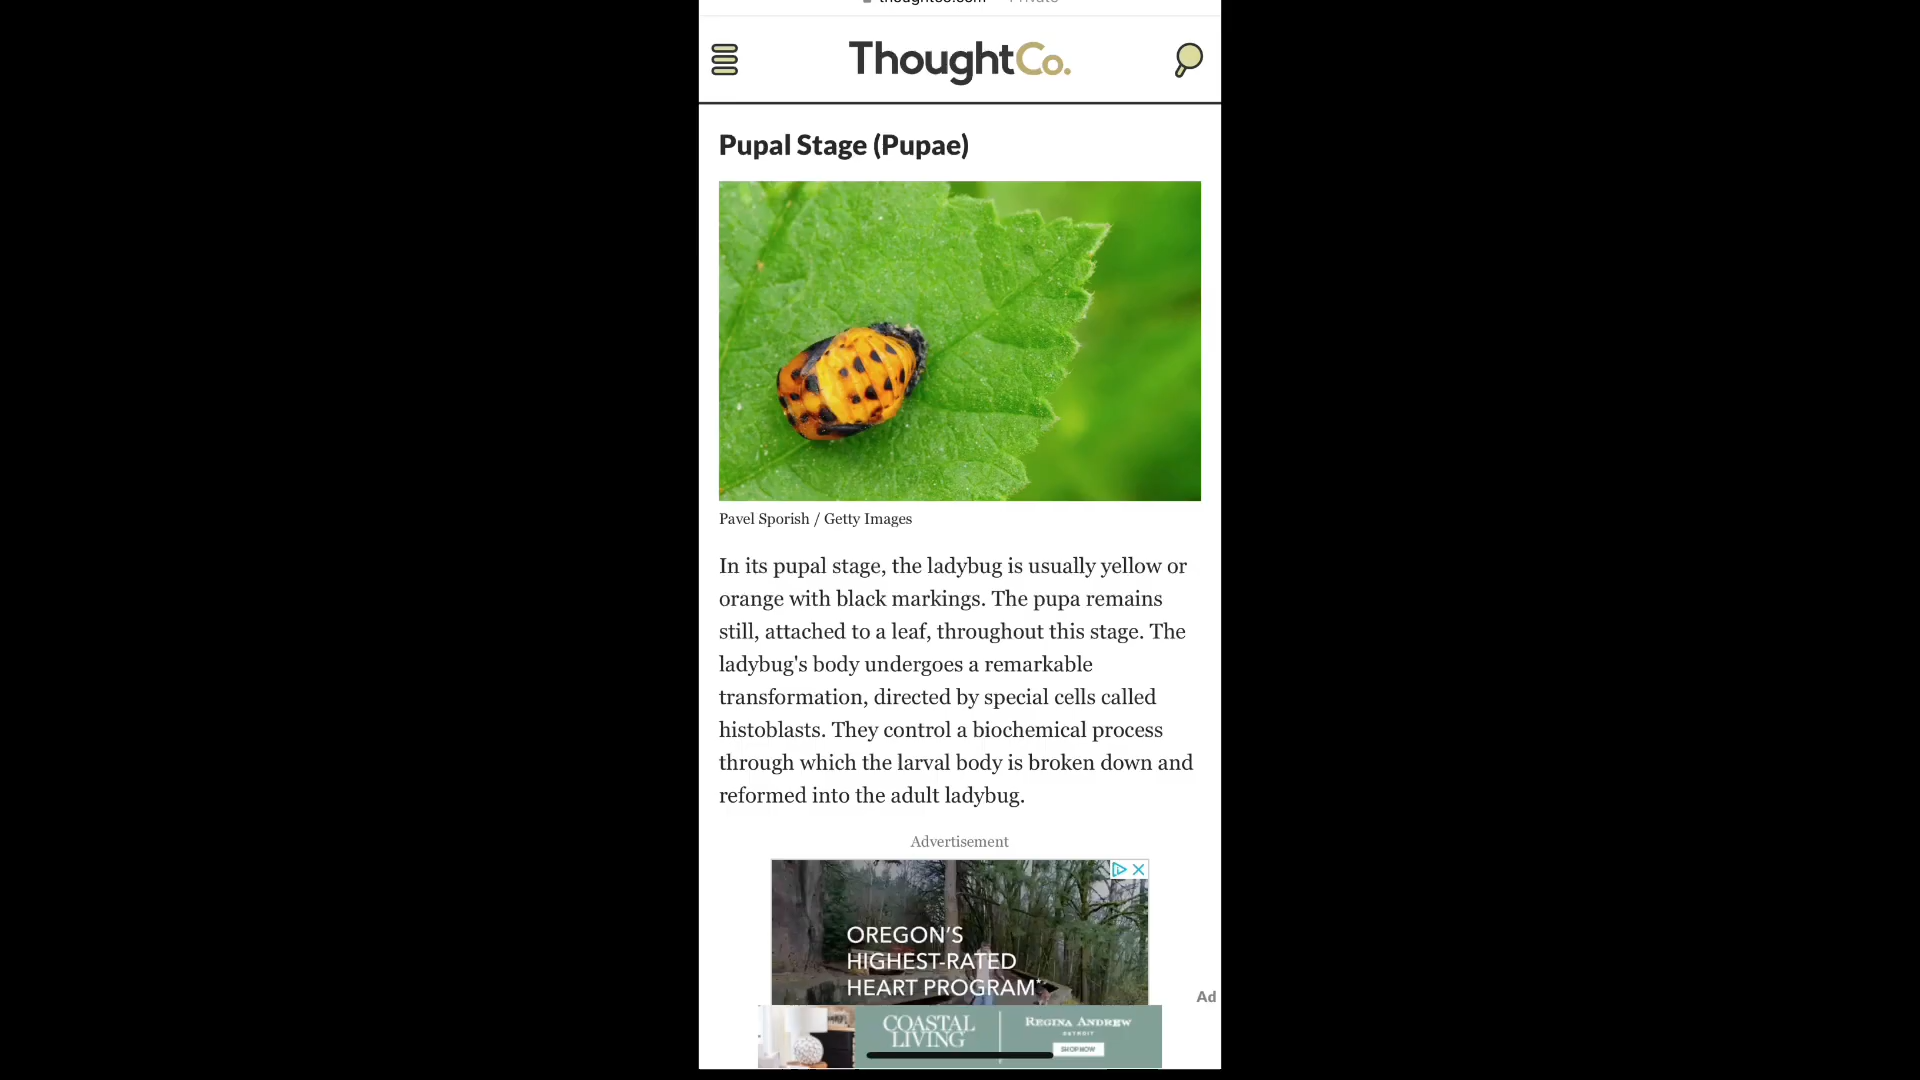 ThoughtCo.
Pupal Stage (Pupae)
Pavel Sporish / Getty Images
In its pupal stage, the ladybug is usually yellow or
orange with black markings. The pupa remains
still, attached to a leaf, throughout this stage. The
ladybug's body undergoes a remarkable
transformation, directed by special cells called
histoblasts. They control a biochemical process
through which the larval body is broken down and
reformed into the adult ladybug.
Advertisement
OREGON'S
HIGHEST-RATED
HEART PROGRAM*
Ad
COASTAL
LIVING
REGINA ANDREW
DETROIT
SHOP NOW